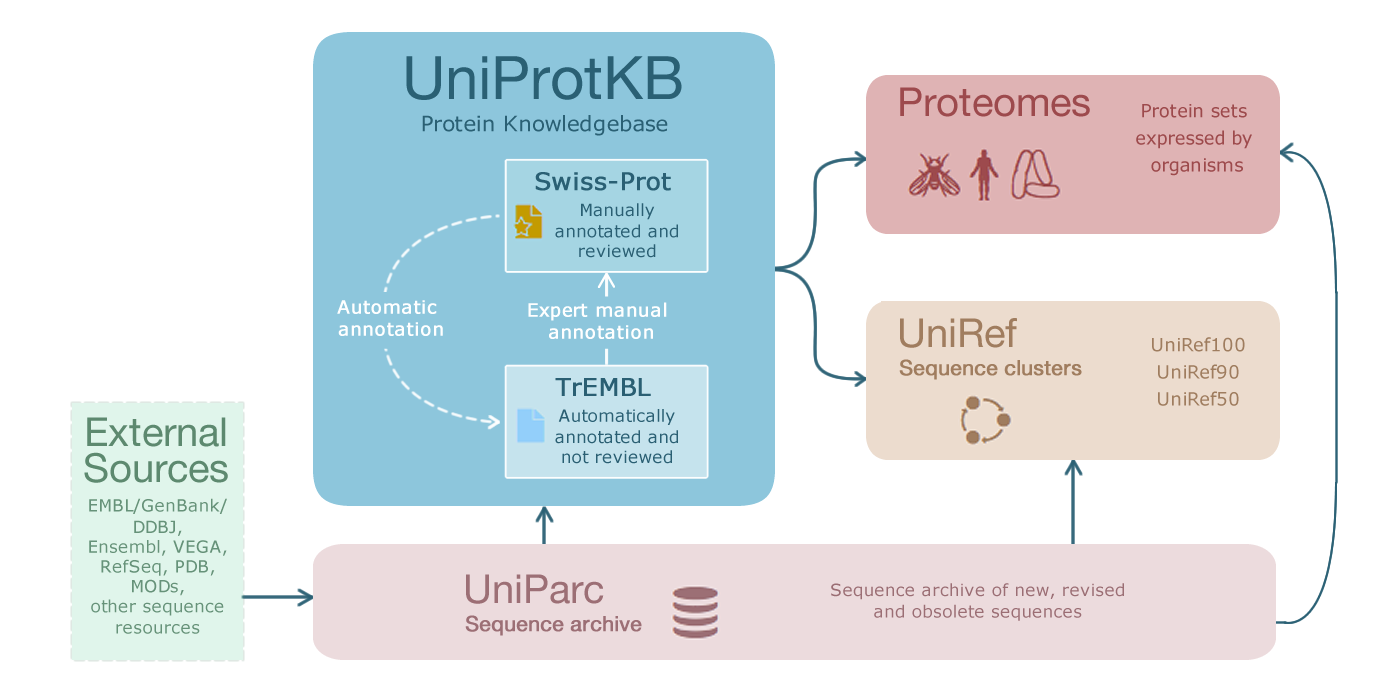 UniProtKB
Protein Knowledgebase
Swiss-Prot
Manually
annotated and
reviewed
Automatic
annotation
Expert manual
annotation
TrEMBL
Automatically
annotated and
not reviewed
Proteomes
Protein sets
expressed by
organisms
UniRef
Sequence clusters
UniRef100
UniRef90
UniRef50
External
Sources
EMBL/GenBank/
DDBJ,
Ensembl, VEGA,
RefSeq, PDB,
MODs,
other sequence
resources
UniParc
Sequence archive
Sequence archive of new, revised
and obsolete sequences